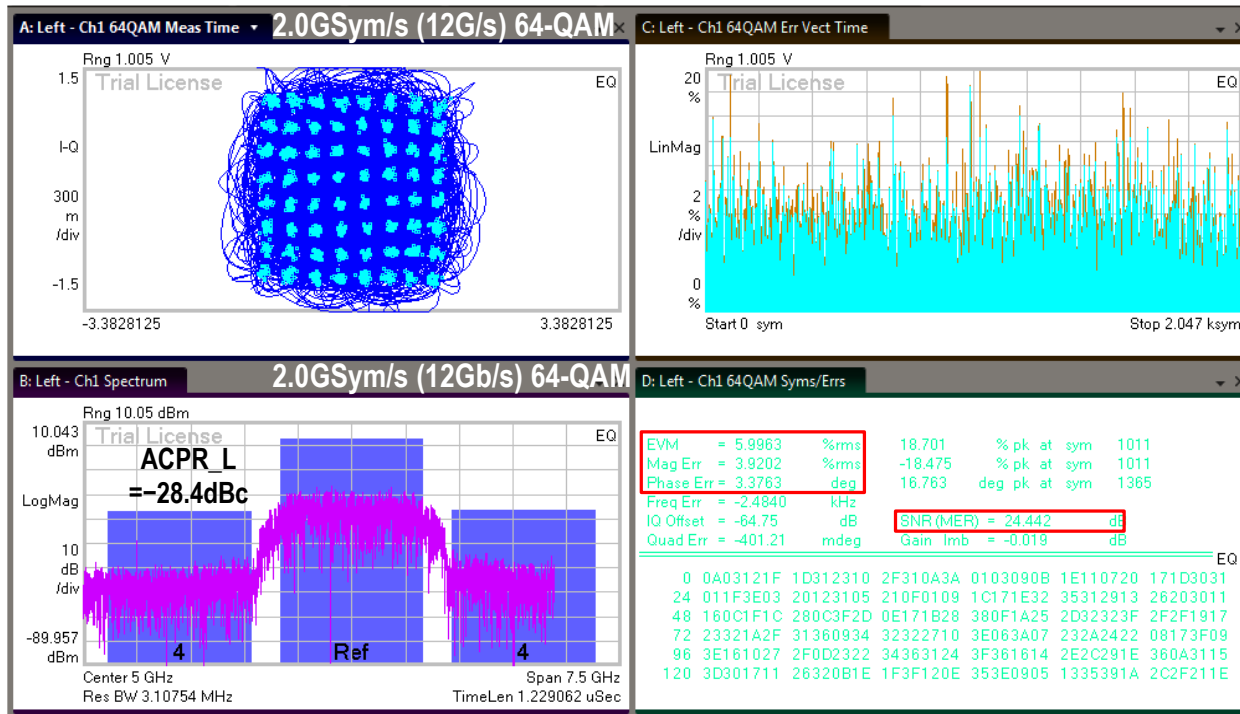 A: Left - Ch1 64QAM Meas Time
2.0GSym/s (12G/s) 64-QAM
Rng 1.005 V
1.5
Trial License
EQ
I-Q
300
m
/div
-1.5
-3.3828125
3.3828125
C: Left - Ch1 64QAM Err Vect Time
Rng 1.005 V
20
%
Trial License
EQ
LinMag
2
%
/div
0
%
Start 0 sym
Stop 2.047 ksym
B: Left - Ch1 Spectrum
2.0GSym/s (12Gb/s) 64-QAM
Rng 10.05 dBm
10.043
dBm
Trial License
EQ
ACPR_L
=−28.4dBc
LogMag
10
dB
/div
-89.957
dBm
4
Ref
4
Center 5 GHz
Span 7.5 GHz
Res BW 3.10754 MHz
TimeLen 1.229062 uSec
D: Left - Ch1 64QAM Syms/Errs
EVM = 5.9963 %rms 18.701 % pk at sym 1011
Mag Err = 3.9202 %rms -18.475 % pk at sym 1011
Phase Err = 3.3763 deg 16.763 deg pk at sym 1365
Freq Err = -2.4840 kHz
IQ Offset = -64.75 dB SNR(MER) = 24.442 dB
Quad Err = -401.21 mdeg Gain Imb = -0.019 dB
EQ
0 0A03121F 1D312310 2F310A3A 0103090B 1E110720 171D3031
24 011F3E03 20123105 210F0109 1C171E32 35312913 26203011
48 160C1F1C 280C3F2D 0E171B28 380F1A25 2D32323F 2F2F1917
72 23321A2F 31360934 32322710 3E063A07 232A2422 08173F09
96 3E161027 2F0D2322 34363124 3F361614 2E2C291E 360A3115
120 3D301711 26320B1E 1F3F120E 353E0905 1335391A 2C2F211E